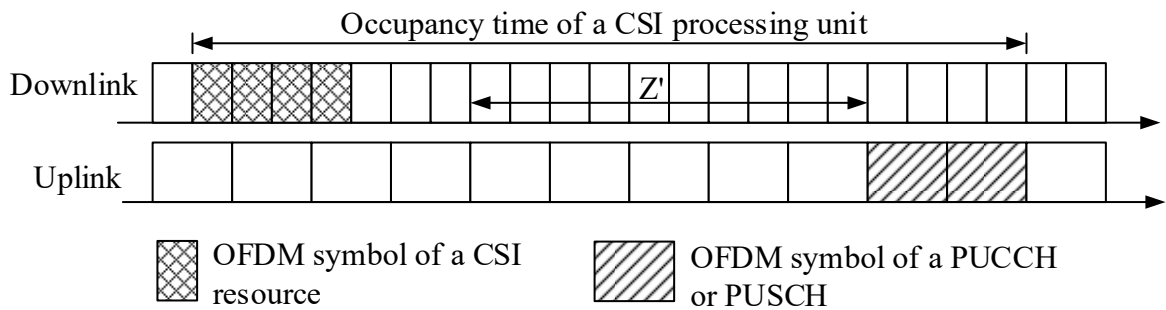 Occupancy time of a CSI processing unit
Downlink
Z'
Uplink
OFDM symbol of a CSI
resource
OFDM symbol of a PUCCH
or PUSCH